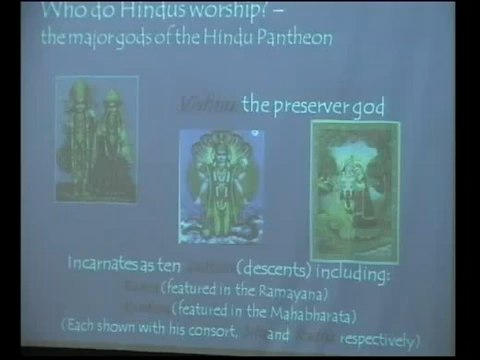 Who do Hindus worship? –
the major gods of the Hindu Pantheon
Vishnu the preserver god
Incarnates as ten (descents) including:
(featured in the Ramayana)
(featured in the Mahabharata)
(Each shown with his consort, and respectively)